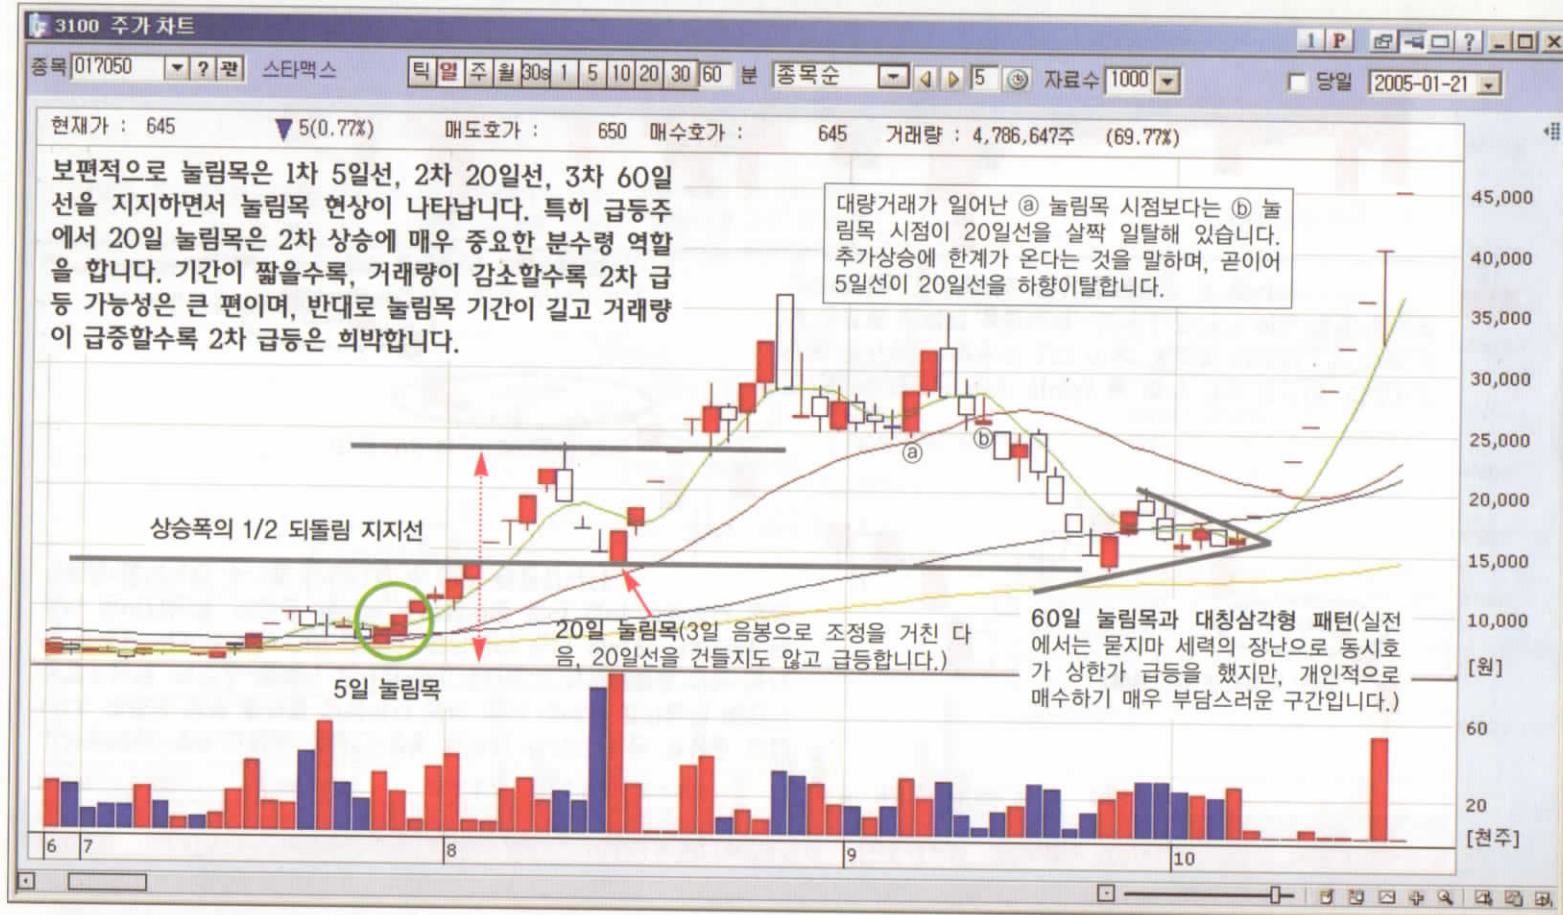 3100 주가 차트
1 P ?
종목 017050 ? 관 스타맥스 틱 일 주 월 30s 1 5 10 20 30 60 분 종목순 5 자료수 1000 당일 2005-01-21
현재가 : 645 ▼ 5(0.77%) 매도호가 : 650 매수호가 : 645 거래량 : 4,786,647주 (69.77%)
보편적으로 눌림목은 1차 5일선, 2차 20일선, 3차 60일
선을 지지하면서 눌림목 현상이 나타납니다. 특히 급등주
에서 20일 눌림목은 2차 상승에 매우 중요한 분수령 역할
을 합니다. 기간이 짧을수록, 거래량이 감소할수록 2차 급
등 가능성은 큰 편이며, 반대로 눌림목 기간이 길고 거래량
이 급증할수록 2차 급등은 희박합니다.
대량거래가 일어난 ⓐ 눌림목 시점보다는 ⓑ 눌
림목 시점이 20일선을 살짝 일탈해 있습니다.
추가상승에 한계가 온다는 것을 말하며, 곧이어
5일선이 20일선을 하향이탈합니다.
45,000
40,000
35,000
30,000
25,000
20,000
15,000
10,000
[원]
60
20
[천주]
ⓐ
ⓑ
상승폭의 1/2 되돌림 지지선
5일 눌림목
20일 눌림목(3일 음봉으로 조정을 거친 다
음, 20일선을 건들지도 않고 급등합니다.)
60일 눌림목과 대칭삼각형 패턴(실전
에서는 묻지마 세력의 장난으로 동시호
가 상한가 급등을 했지만, 개인적으로
매수하기 매우 부담스러운 구간입니다.)
6 7 8 9 10